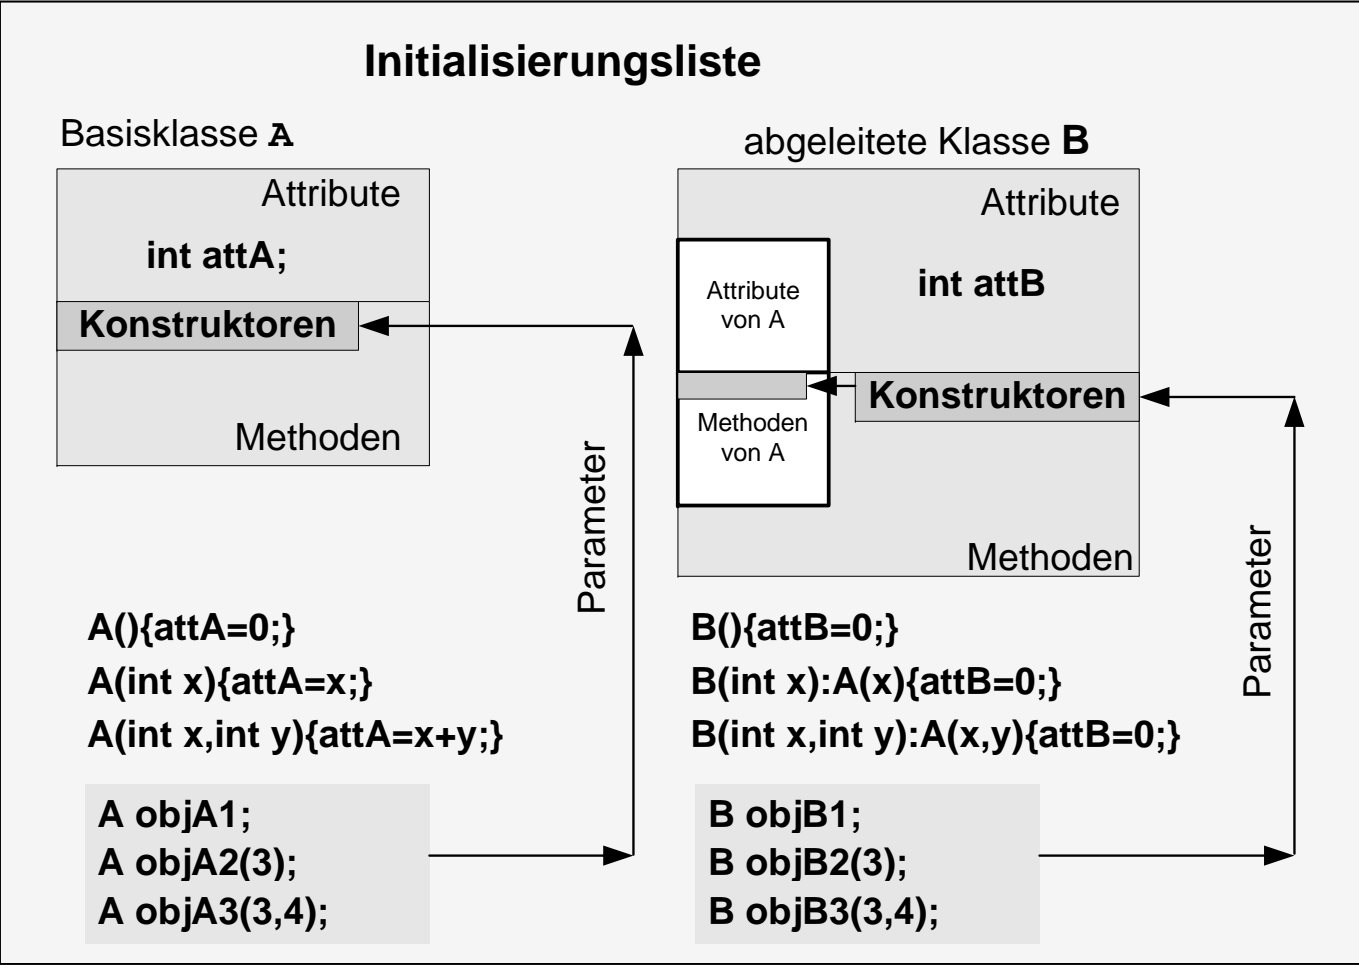 Initialisierungsliste
Basisklasse A
Attribute
int attA;
Konstruktoren
Methoden
Parameter
A(){attA=0;}
A(int x){attA=x;}
A(int x,int y){attA=x+y;}
A objA1;
A objA2(3);
A objA3(3,4);
abgeleitete Klasse B
Attribute
int attB
Attribute
von A
Konstruktoren
Methoden
von A
Methoden
Parameter
B(){attB=0;}
B(int x):A(x){attB=0;}
B(int x,int y):A(x,y){attB=0;}
B objB1;
B objB2(3);
B objB3(3,4);